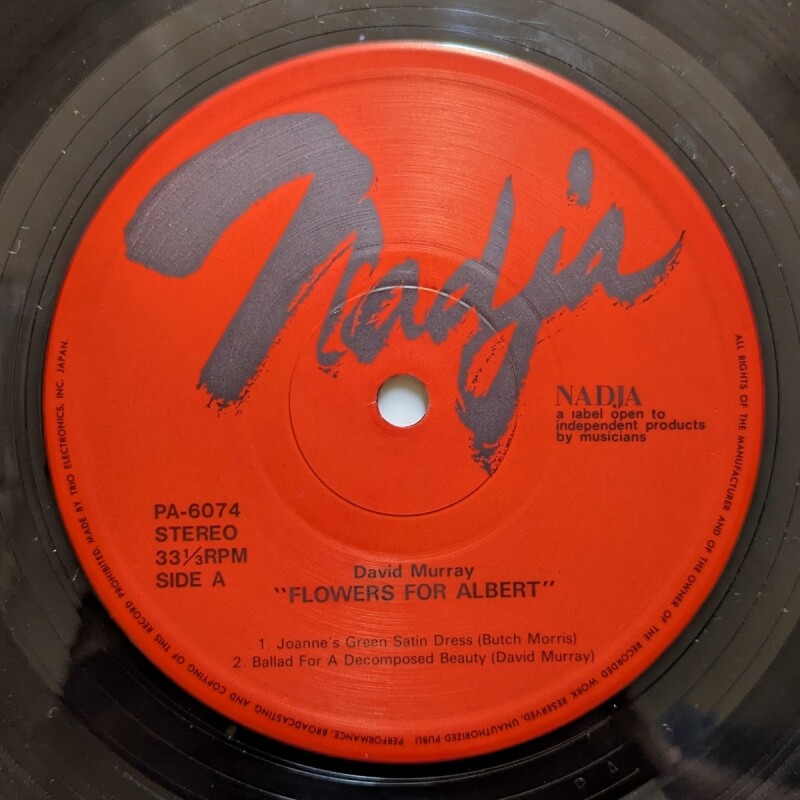 Nadja
NADJA
a label open to
independent products
by musicians
PA-6074
STEREO
33⅓RPM
SIDE A
David Murray
"FLOWERS FOR ALBERT"
1. Joanne's Green Satin Dress (Butch Morris)
2. Ballad For A Decomposed Beauty (David Murray)
ALL RIGHTS OF THE MANUFACTURER AND OF THE OWNER OF THE RECORDED WORK RESERVED. UNAUTHORIZED PUBLI PERFORMANCE, BROADCASTING AND COPYING OF THIS RECORD PROHIBITED. MADE BY TRIO ELECTRONICS, INC. JAPAN.